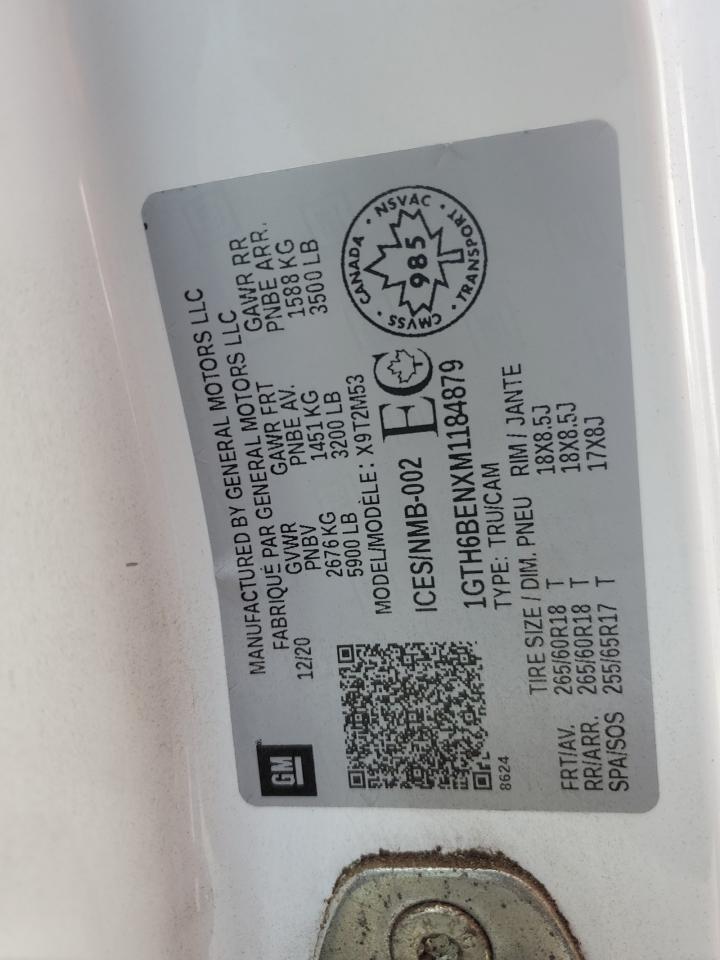 GM
MANUFACTURED BY GENERAL MOTORS LLC
FABRIQUÉ PAR GENERAL MOTORS LLC
12/20
GVWR GAWR FRT GAWR RR
PNBV PNBE AV. PNBE ARR.
2676 KG 1451 KG 1588 KG
5900 LB 3200 LB 3500 LB
MODEL/MODÈLE: X9T2M53
ICES/NMB-002 EC
1GTH6BENXM1184879
TYPE: TRU/CAM
CANADA • NSVAC • TRANSPORT • CMVSS •
985
8624
TIRE SIZE / DIM. PNEU RIM / JANTE
FRT/AV. 265/60R18 T 18X8.5J
RR/ARR. 265/60R18 T 18X8.5J
SPA/SOS 255/65R17 T 17X8J